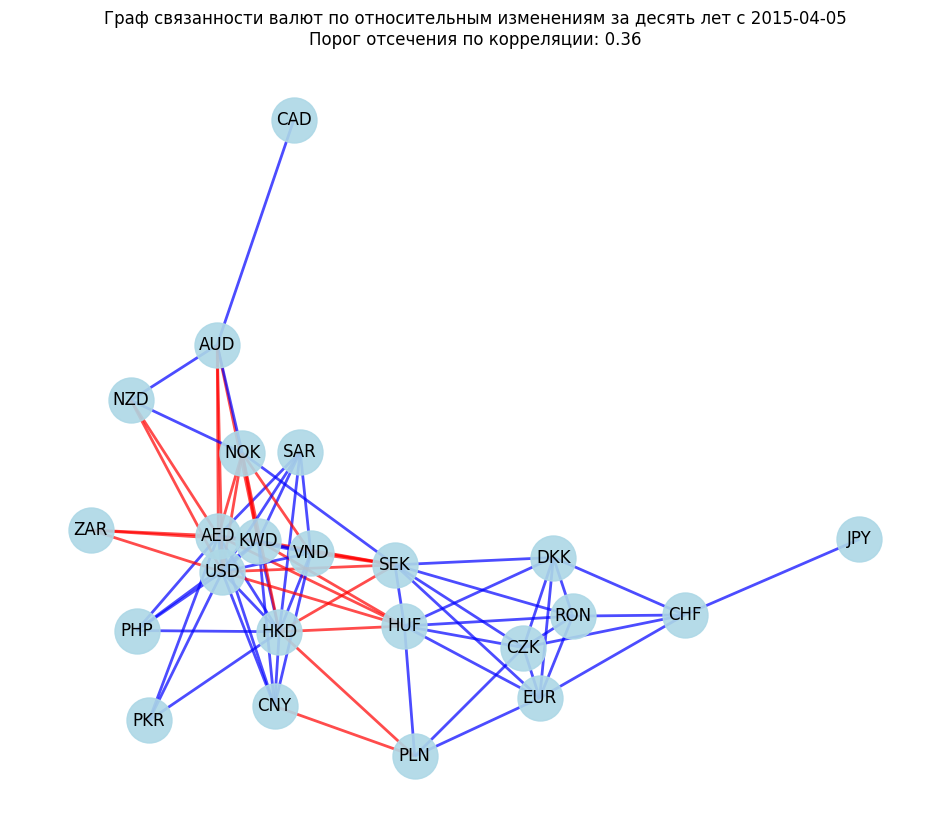 Граф связанности валют по относительным изменениям за десять лет с 2015-04-05
Порог отсечения по корреляции: 0.36
CAD
AUD
NZD
NOK
SAR
ZAR
AED
KWD
VND
USD
SEK
DKK
JPY
PHP
HKD
HUF
RON
CHF
CZK
PKR
CNY
EUR
PLN